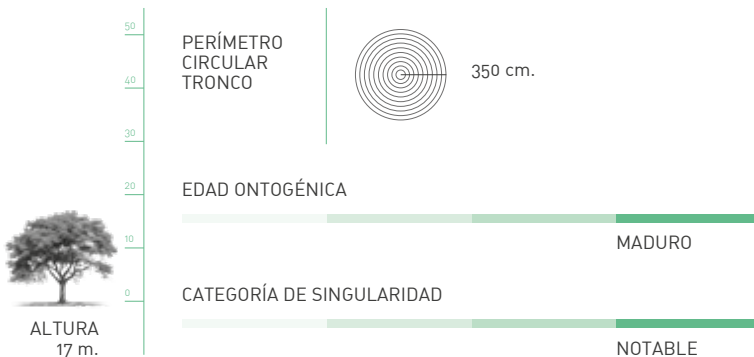 50
40
30
20
10
0
ALTURA
17 m.
PERÍMETRO
CIRCULAR
TRONCO
350 cm.
EDAD ONTOGÉNICA
MADURO
CATEGORÍA DE SINGULARIDAD
NOTABLE